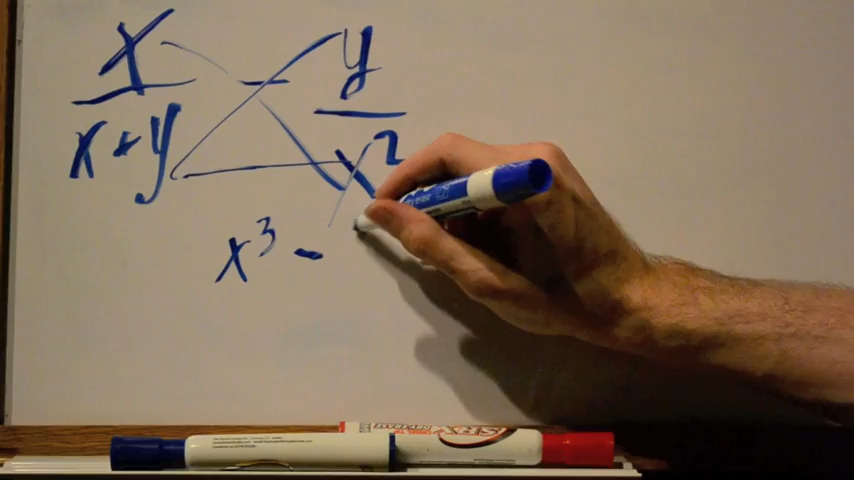 x/(x+y) - y/x²
x³ -